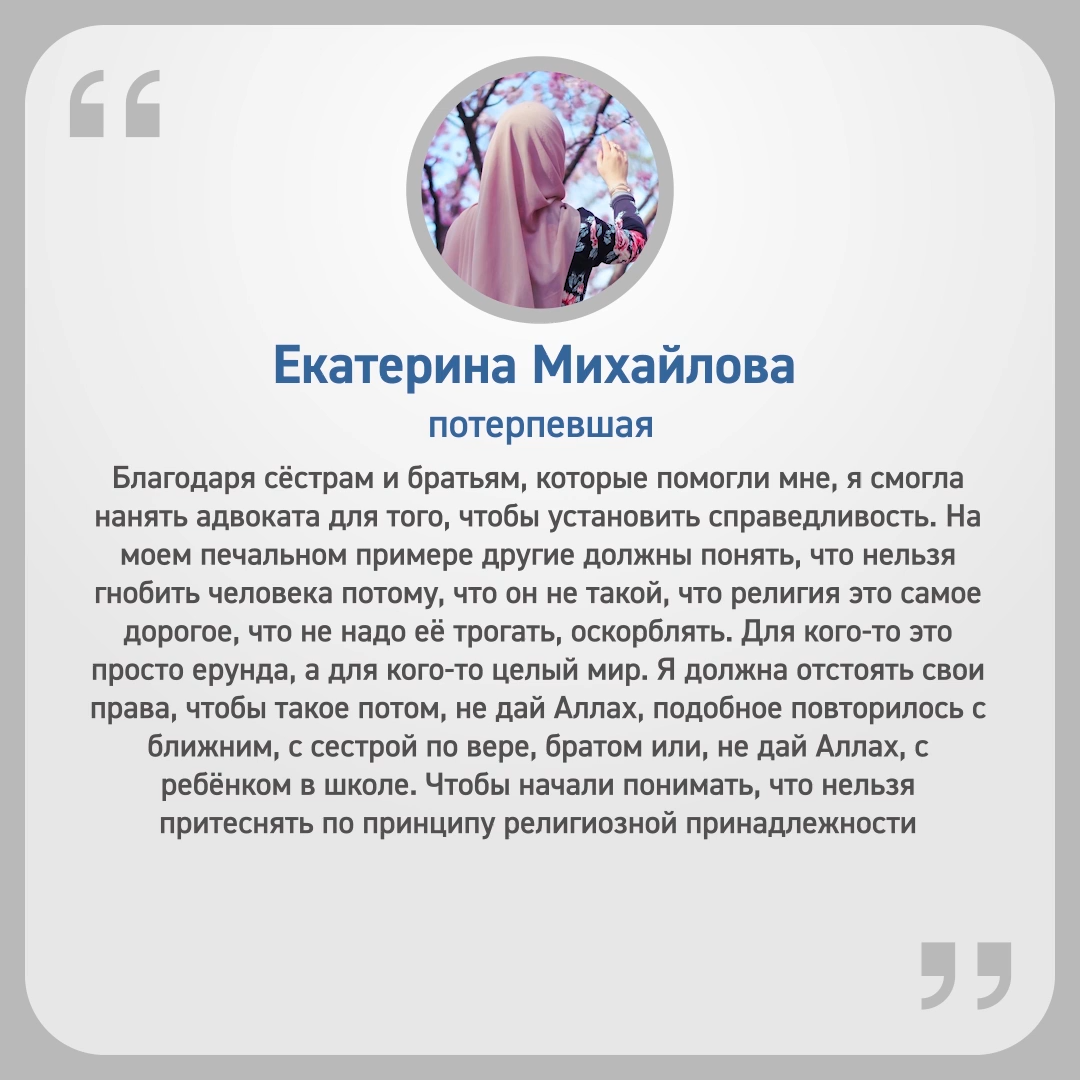 Екатерина Михайлова
потерпевшая
Благодаря сёстрам и братьям, которые помогли мне, я смогла
нанять адвоката для того, чтобы установить справедливость. На
моем печальном примере другие должны понять, что нельзя
гнобить человека потому, что он не такой, что религия это самое
дорогое, что не надо её трогать, оскорблять. Для кого-то это
просто ерунда, а для кого-то целый мир. Я должна отстоять свои
права, чтобы такое потом, не дай Аллах, подобное повторилось с
ближним, с сестрой по вере, братом или, не дай Аллах, с
ребёнком в школе. Чтобы начали понимать, что нельзя
притеснять по принципу религиозной принадлежности